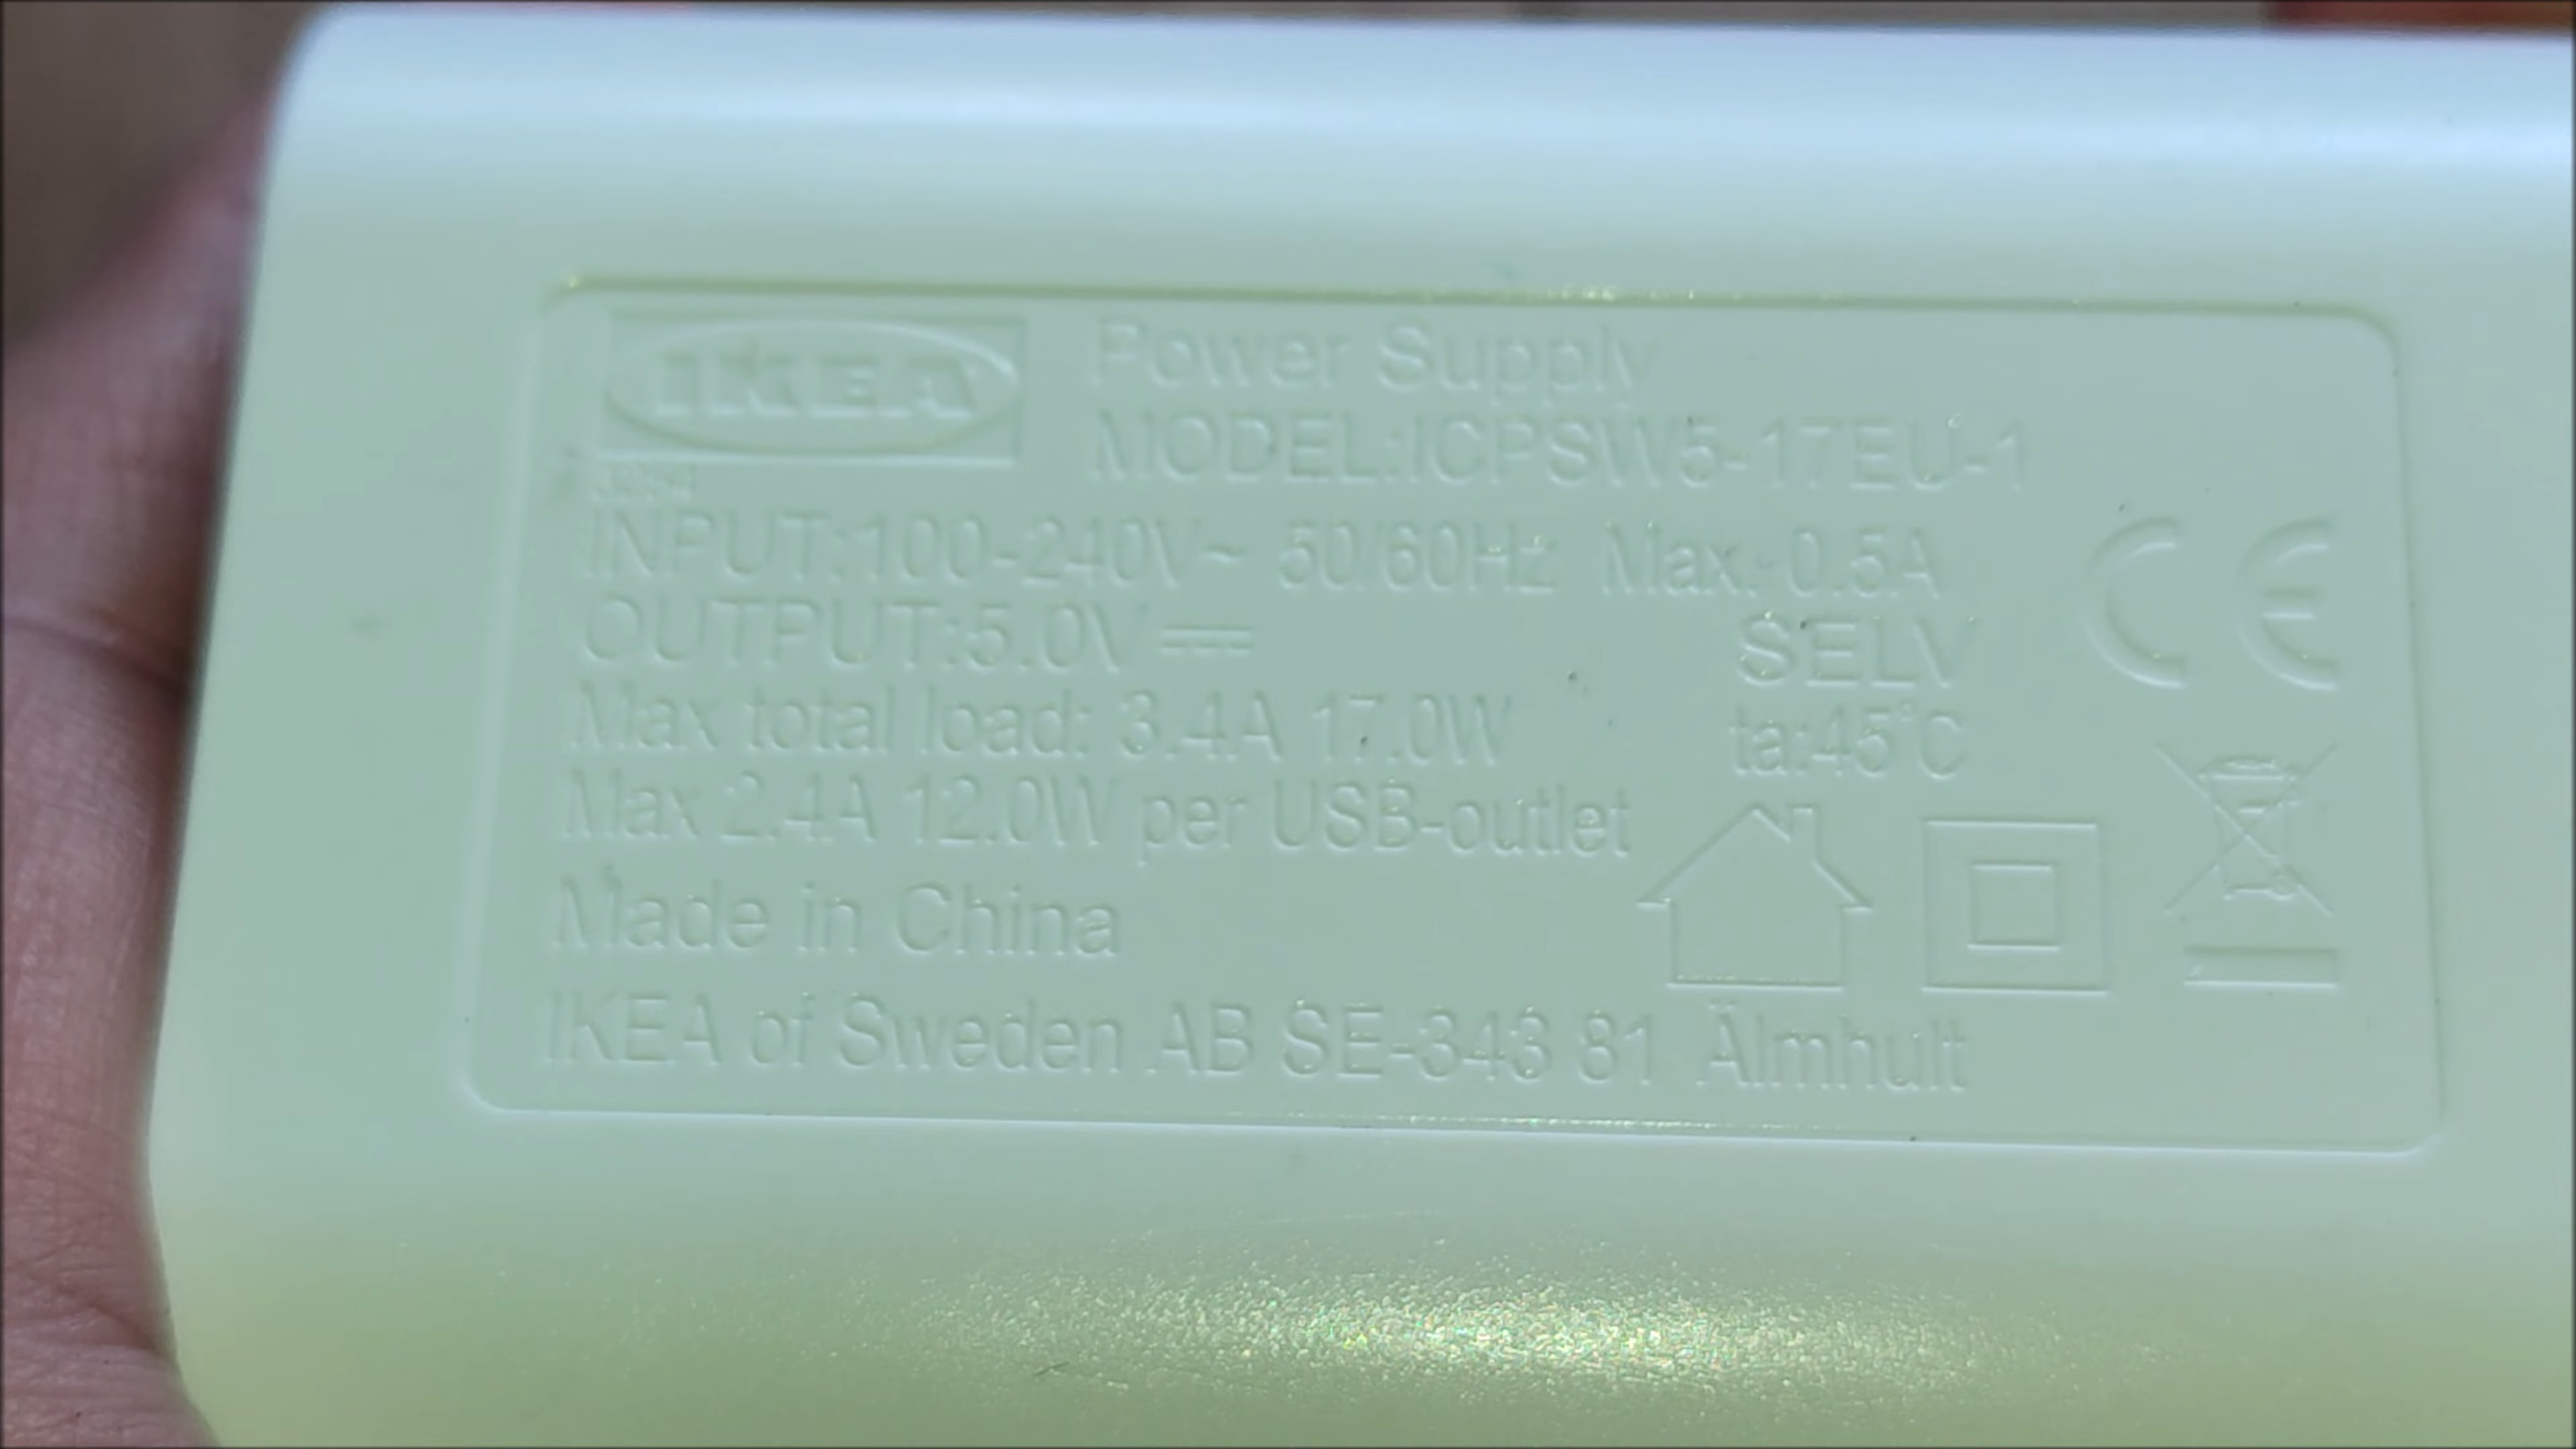 IKEA
Power Supply
MODEL:ICPSW5-17EU-1
INPUT:100-240V~ 50/60Hz Max. 0.5A
OUTPUT:5.0V ⎓
SELV
Max total load: 3.4A 17.0W
ta:45°C
Max 2.4A 12.0W per USB-outlet
Made in China
IKEA of Sweden AB SE-343 81 Älmhult
CE